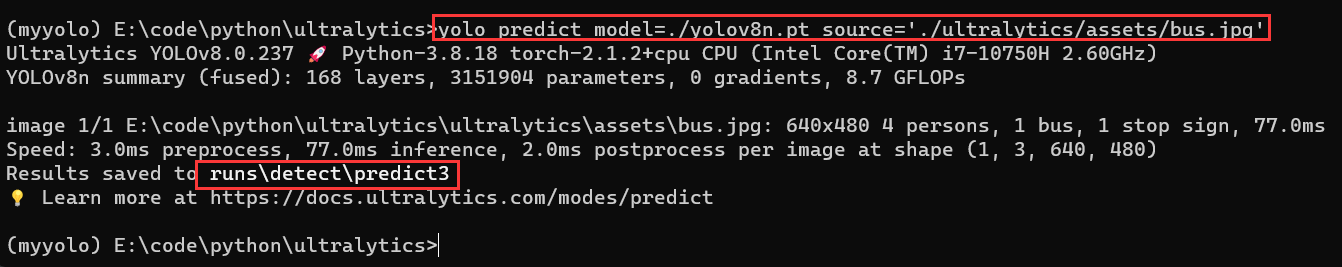 (myyolo) E:\code\python\ultralytics>yolo predict model=./yolov8n.pt source='./ultralytics/assets/bus.jpg'
Ultralytics YOLOv8.0.237 🚀 Python-3.8.18 torch-2.1.2+cpu CPU (Intel Core(TM) i7-10750H 2.60GHz)
YOLOv8n summary (fused): 168 layers, 3151904 parameters, 0 gradients, 8.7 GFLOPs
image 1/1 E:\code\python\ultralytics\ultralytics\assets\bus.jpg: 640x480 4 persons, 1 bus, 1 stop sign, 77.0ms
Speed: 3.0ms preprocess, 77.0ms inference, 2.0ms postprocess per image at shape (1, 3, 640, 480)
Results saved to runs\detect\predict3
💡 Learn more at https://docs.ultralytics.com/modes/predict
(myyolo) E:\code\python\ultralytics>